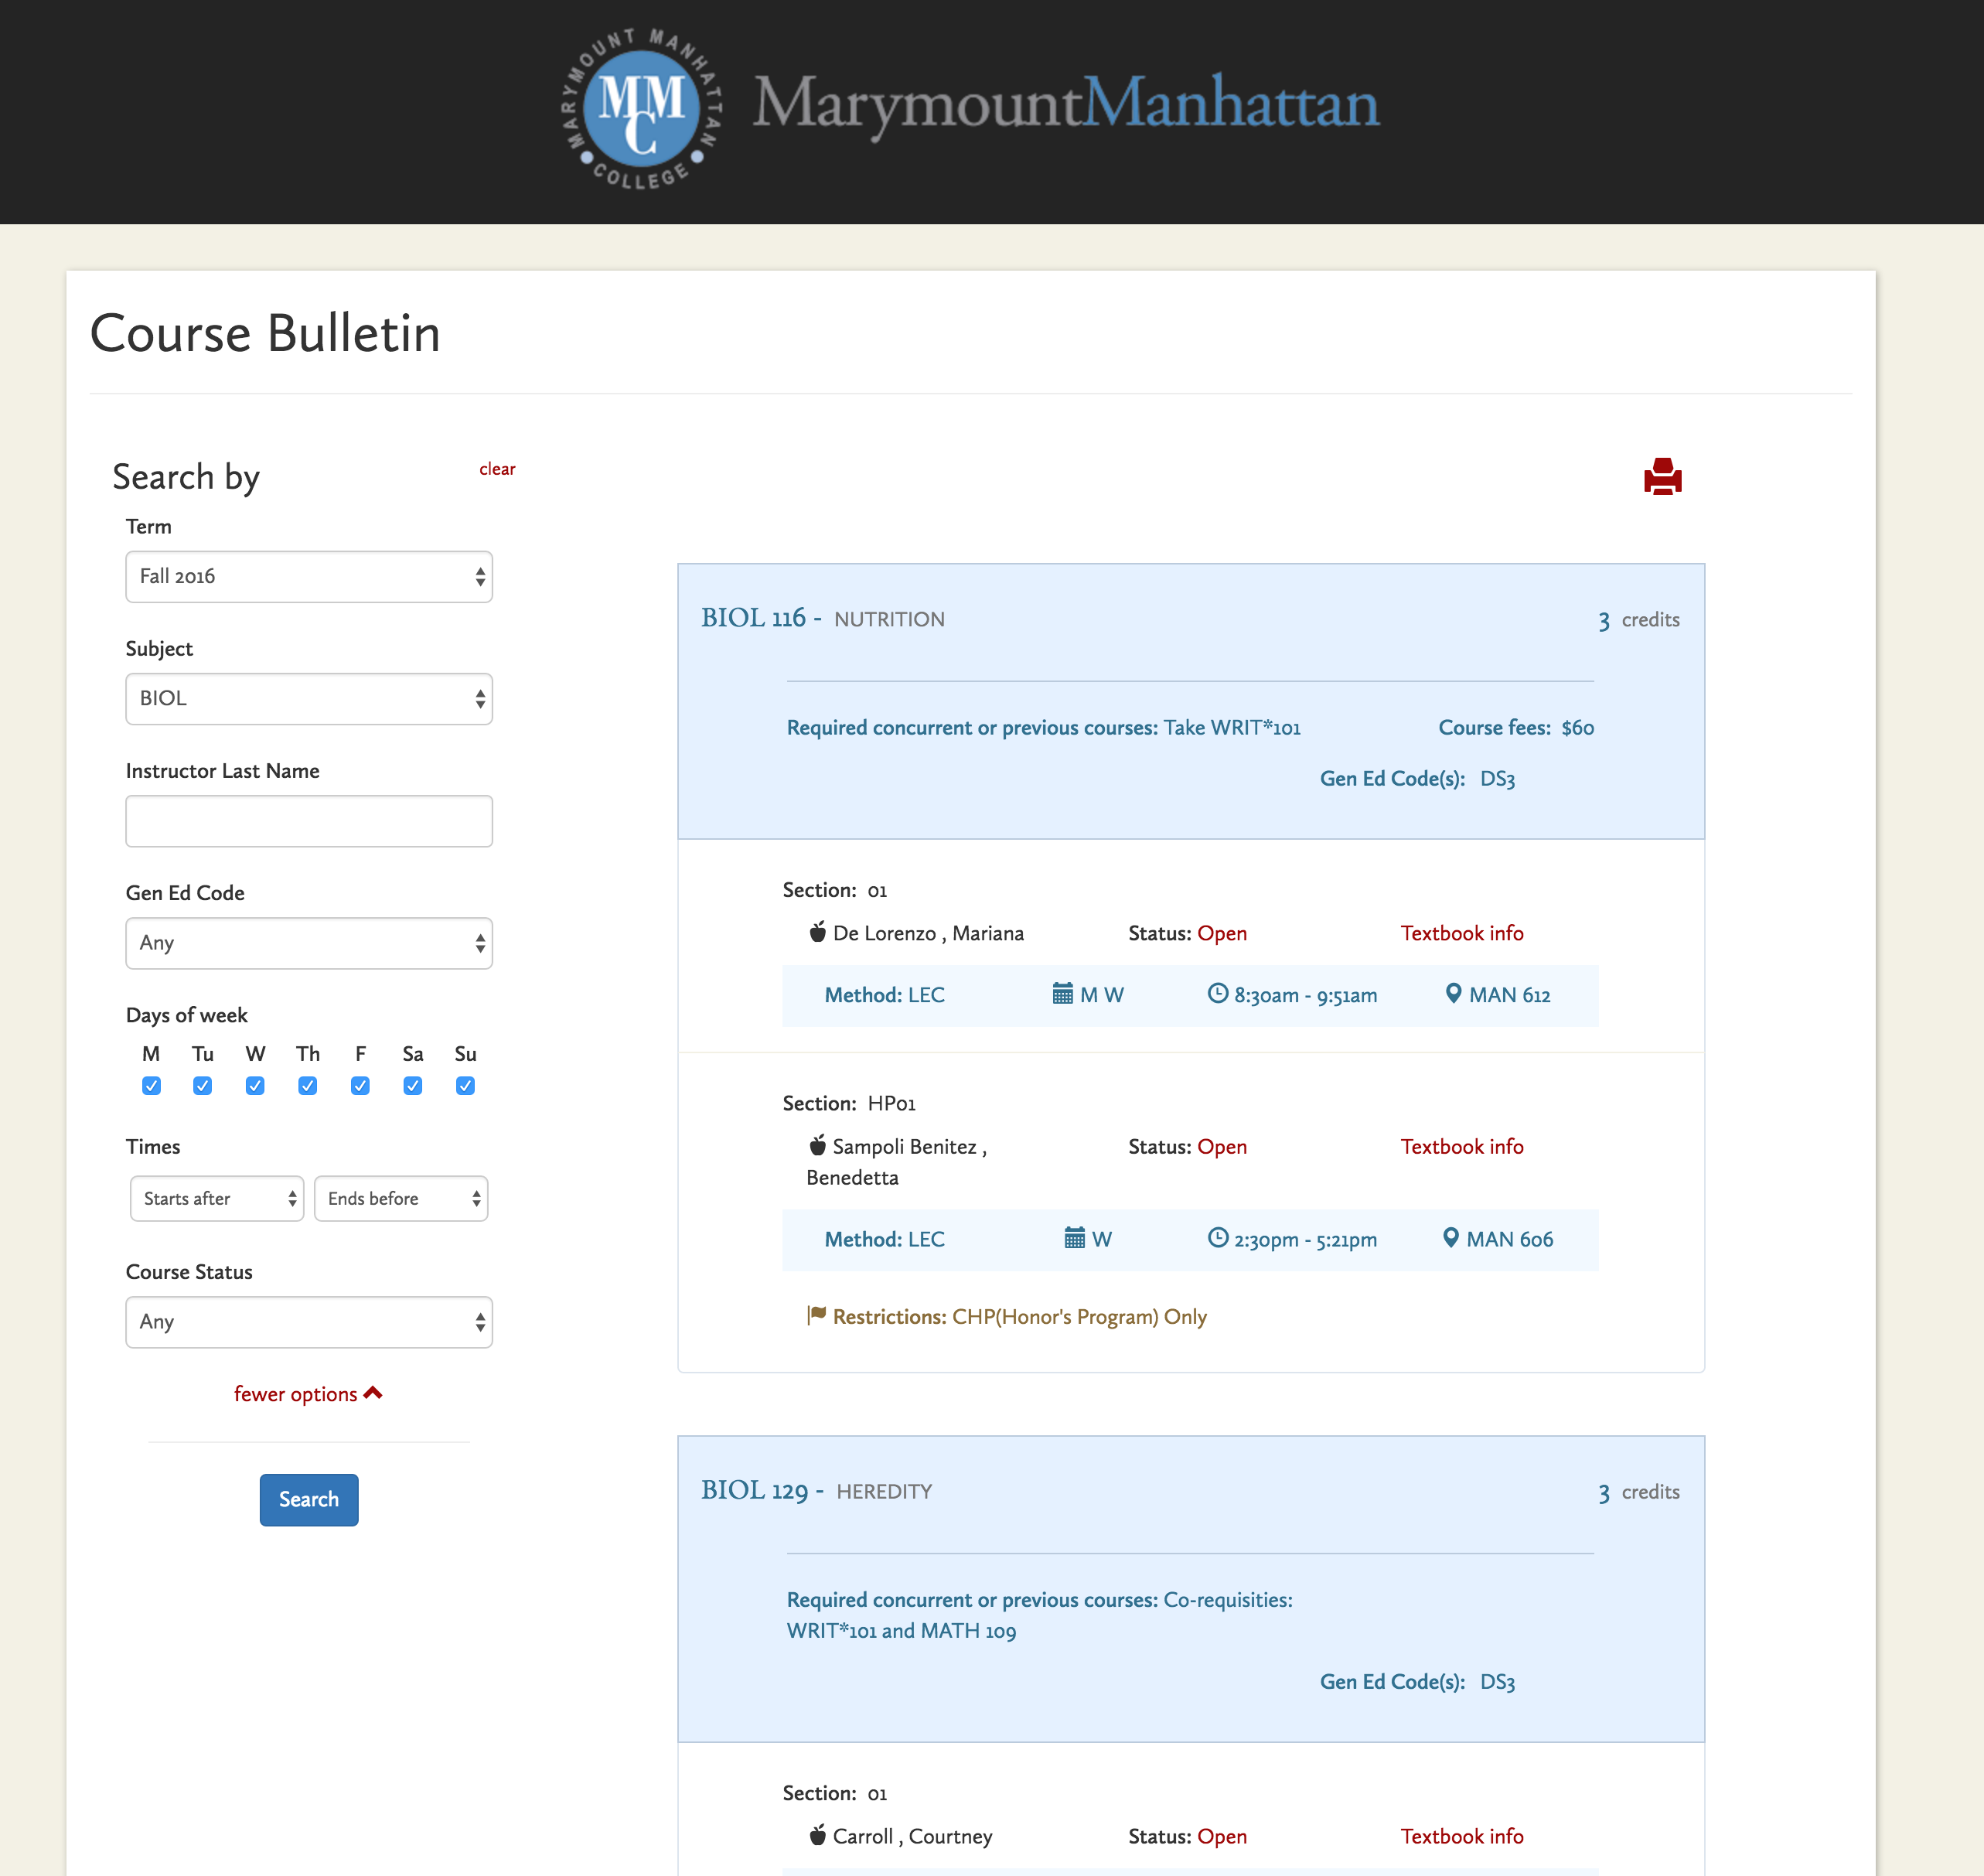 MARYMOUNT MANHATTAN
MMC
COLLEGE
MarymountManhattan
Course Bulletin
Search by clear
Term
Fall 2016
Subject
BIOL
Instructor Last Name
Gen Ed Code
Any
Days of week
M Tu W Th F Sa Su
Times
Starts after Ends before
Course Status
Any
fewer options
Search
BIOL 116 - NUTRITION 3 credits
Required concurrent or previous courses: Take WRIT*101 Course fees: $60
Gen Ed Code(s): DS3
Section: 01
De Lorenzo , Mariana Status: Open Textbook info
Method: LEC M W 8:30am - 9:51am MAN 612
Section: HP01
Sampoli Benitez , Status: Open Textbook info
Benedetta
Method: LEC W 2:30pm - 5:21pm MAN 606
Restrictions: CHP(Honor's Program) Only
BIOL 129 - HEREDITY 3 credits
Required concurrent or previous courses: Co-requisities:
WRIT*101 and MATH 109
Gen Ed Code(s): DS3
Section: 01
Carroll , Courtney Status: Open Textbook info